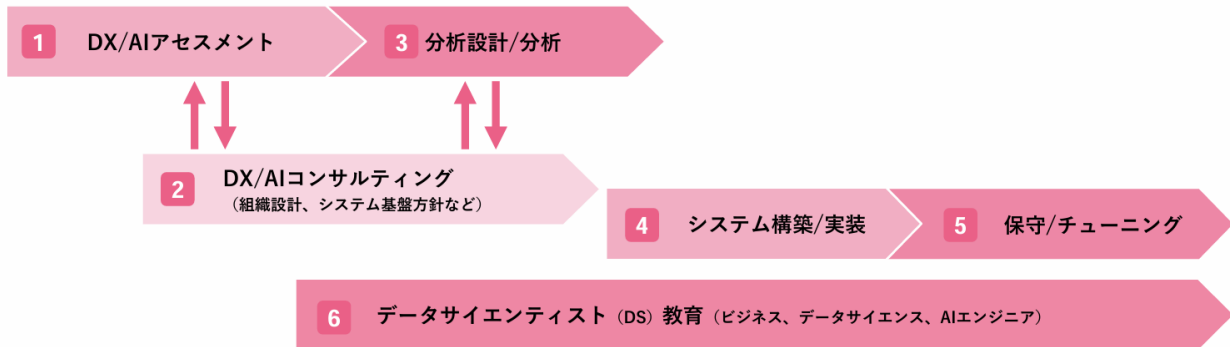 1 DX/AIアセスメント
3 分析設計/分析
2 DX/AIコンサルティング
（組織設計、システム基盤方針など）
4 システム構築/実装
5 保守/チューニング
6 データサイエンティスト（DS）教育（ビジネス、データサイエンス、AIエンジニア）